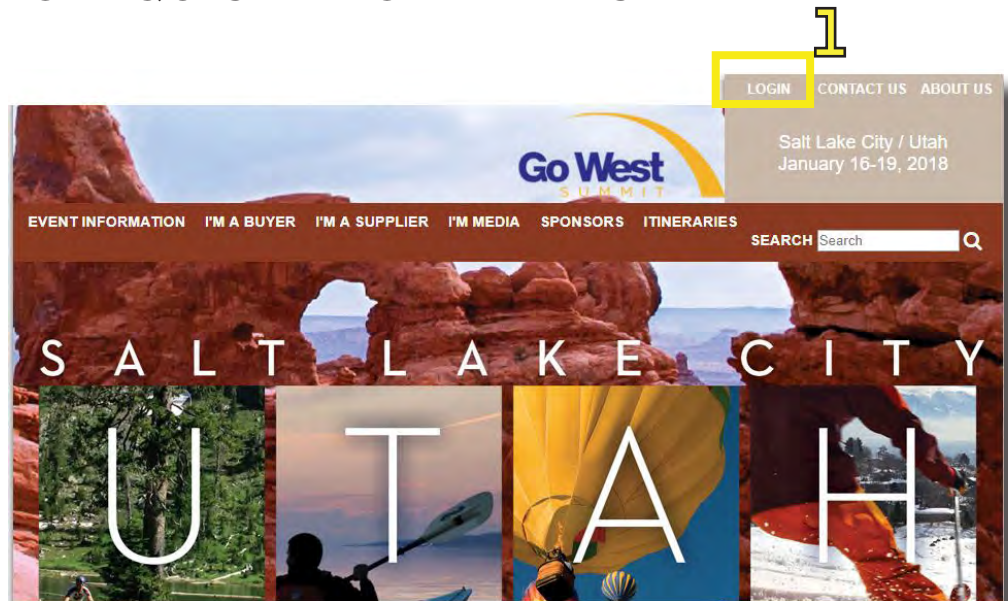 1
LOGIN CONTACT US ABOUT US
Salt Lake City / Utah
January 16-19, 2018
Go West
SUMMIT
EVENT INFORMATION I'M A BUYER I'M A SUPPLIER I'M MEDIA SPONSORS ITINERARIES
SEARCH Search
SALT LAKE CITY
UTAH